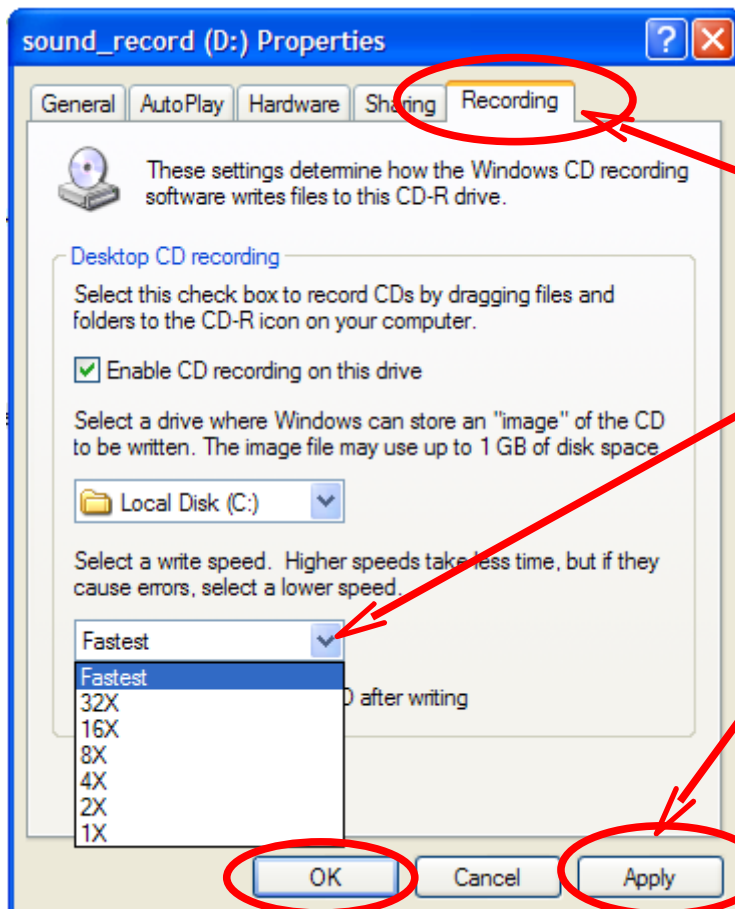 sound_record (D:) Properties
General AutoPlay Hardware Sharing Recording
These settings determine how the Windows CD recording
software writes files to this CD-R drive.
Desktop CD recording
Select this check box to record CDs by dragging files and
folders to the CD-R icon on your computer.
Enable CD recording on this drive
Select a drive where Windows can store an "image" of the CD
to be written. The image file may use up to 1 GB of disk space
Local Disk (C:)
Select a write speed. Higher speeds take less time, but if they
cause errors, select a lower speed.
Fastest
Fastest
32X
after writing
16X
8X
4X
2X
1X
OK Cancel Apply